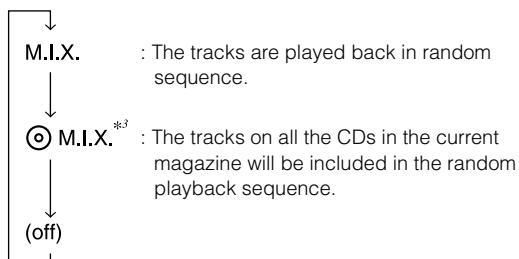 M.I.X. : The tracks are played back in random
sequence.
M.I.X.*3 : The tracks on all the CDs in the current
magazine will be included in the random
playback sequence.
(off)